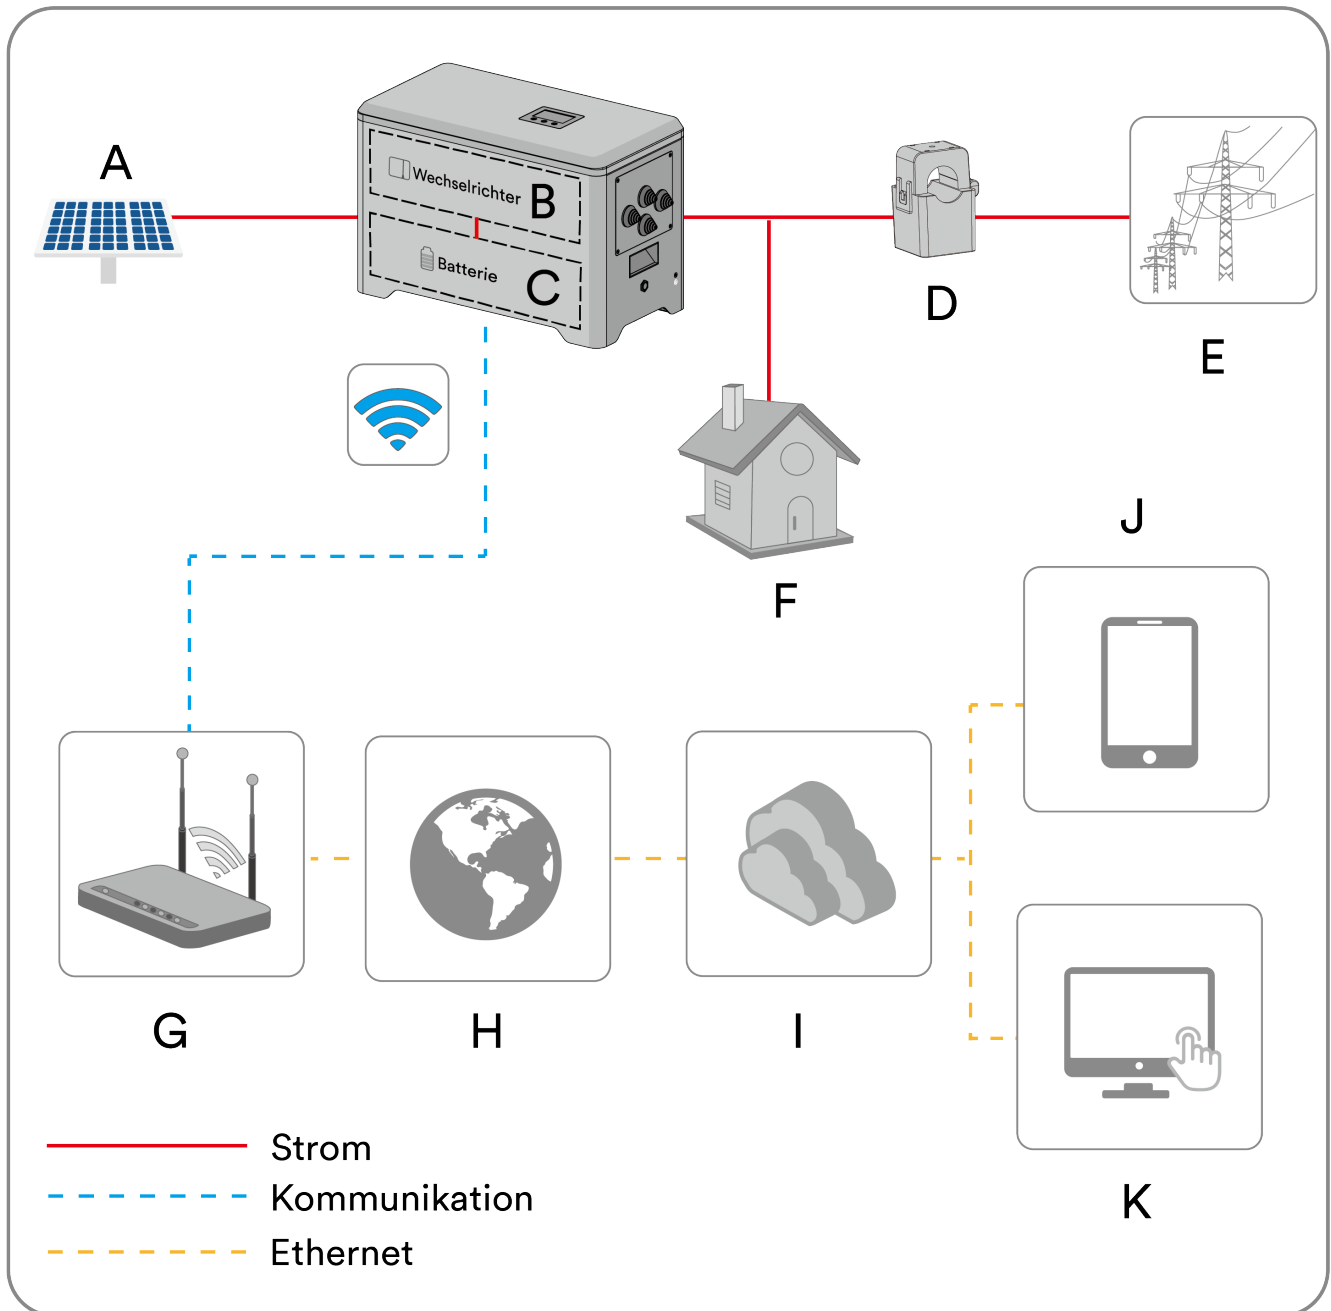 A
Wechselrichter B
Batterie C
D
E
F
J
G
H
I
K
Strom
Kommunikation
Ethernet